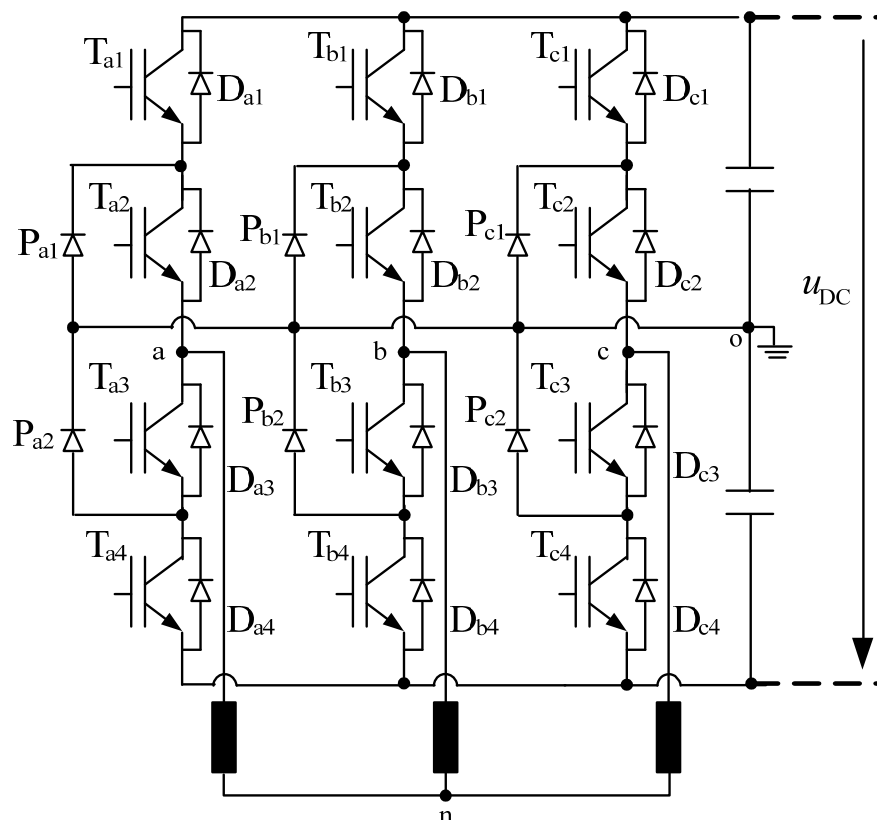 Ta1
Da1
Tb1
Db1
Tc1
Dc1
Pa1
Ta2
Da2
Pb1
Tb2
Db2
Pc1
Tc2
Dc2
uDC
a
b
c
o
Pa2
Ta3
Da3
Pb2
Tb3
Db3
Pc2
Tc3
Dc3
Ta4
Da4
Tb4
Db4
Tc4
Dc4
n